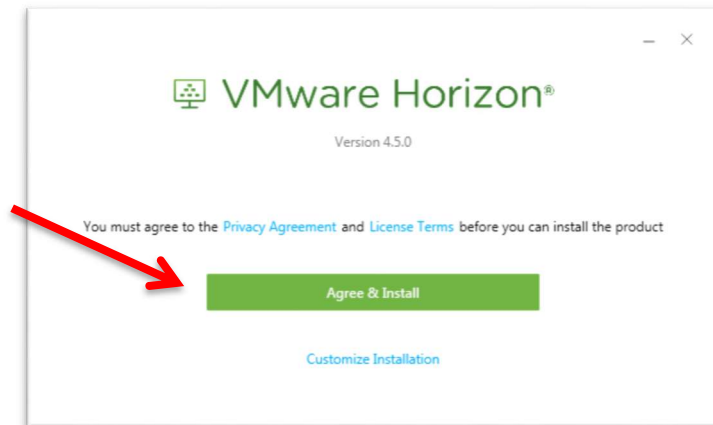 VMware Horizon®
Version 4.5.0
You must agree to the Privacy Agreement and License Terms before you can install the product
Agree & Install
Customize Installation